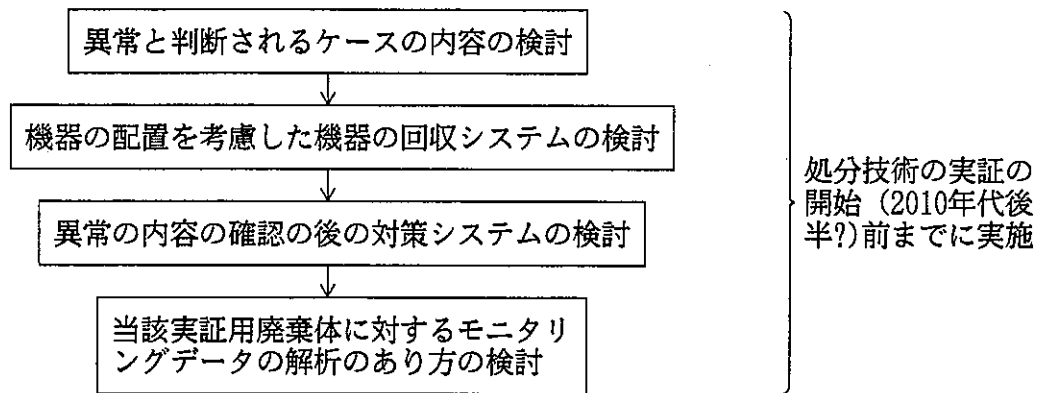 異常と判断されるケースの内容の検討
機器の配置を考慮した機器の回収システムの検討
異常の内容の確認の後の対策システムの検討
当該実証用廃棄体に対するモニタリ
ングデータの解析のあり方の検討
処分技術の実証の
開始（2010年代後
半?)前までに実施